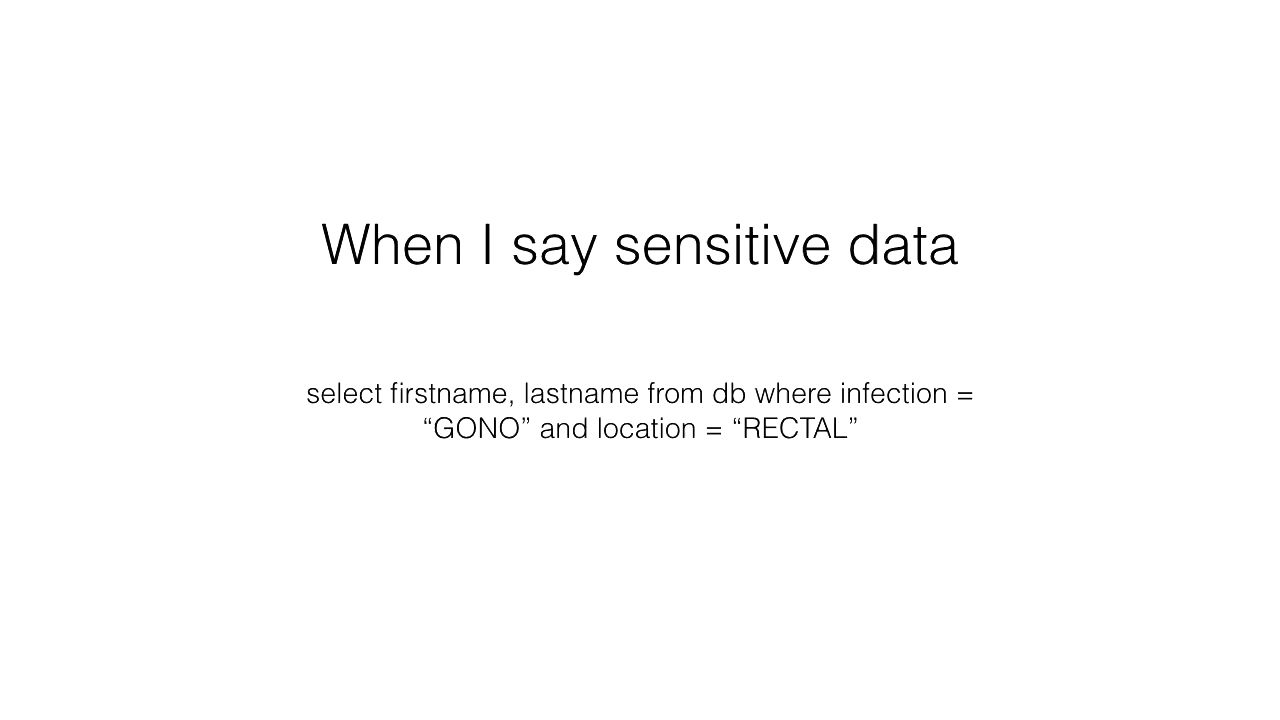 When I say sensitive data
select firstname, lastname from db where infection =
“GONO” and location = “RECTAL”